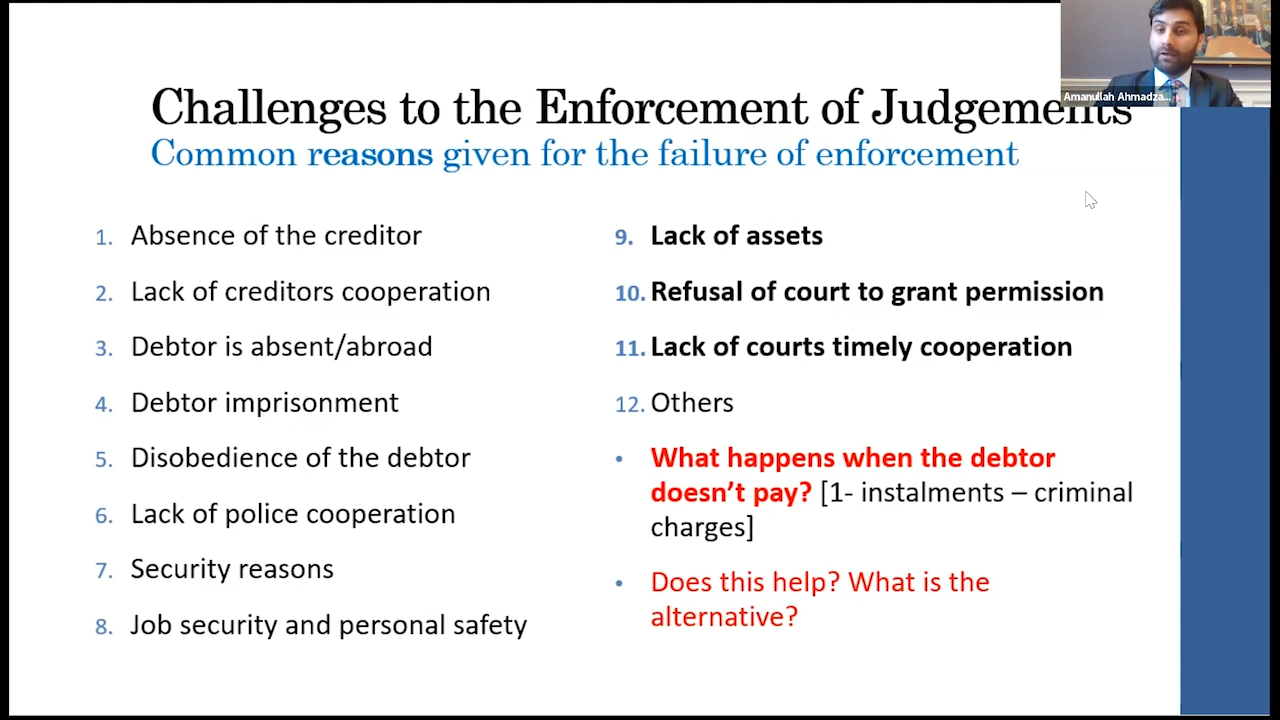 Challenges to the Enforcement of Judgements
Common reasons given for the failure of enforcement
1. Absence of the creditor
2. Lack of creditors cooperation
3. Debtor is absent/abroad
4. Debtor imprisonment
5. Disobedience of the debtor
6. Lack of police cooperation
7. Security reasons
8. Job security and personal safety
9. Lack of assets
10. Refusal of court to grant permission
11. Lack of courts timely cooperation
12. Others
• What happens when the debtor
doesn’t pay? [1- instalments – criminal
charges]
• Does this help? What is the
alternative?
Amanullah Ahmadza...